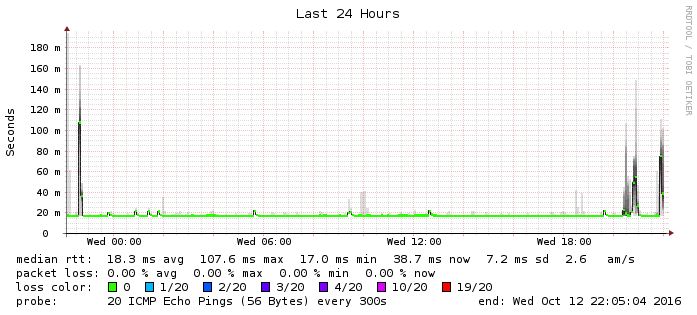 Last 24 Hours
RRDTOOL / TOBI OETIKER
Seconds
180 m
160 m
140 m
120 m
100 m
80 m
60 m
40 m
20 m
0
Wed 00:00 Wed 06:00 Wed 12:00 Wed 18:00
median rtt: 18.3 ms avg 107.6 ms max 17.0 ms min 38.7 ms now 7.2 ms sd 2.6 am/s
packet loss: 0.00 % avg 0.00 % max 0.00 % min 0.00 % now
loss color: 0 1/20 2/20 3/20 4/20 10/20 19/20
probe: 20 ICMP Echo Pings (56 Bytes) every 300s end: Wed Oct 12 22:05:04 2016